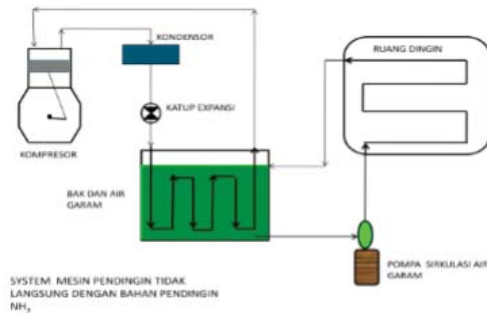 KONDENSOR
RUANG DINGIN
KATUP EXPANSI
KOMPRESOR
BAK DAN AIR
GARAM
POMPA SIRKULASI AIR
GARAM
SYSTEM MESIN PENDINGIN TIDAK
LANGSUNG DENGAN BAHAN PENDINGIN
NH₃